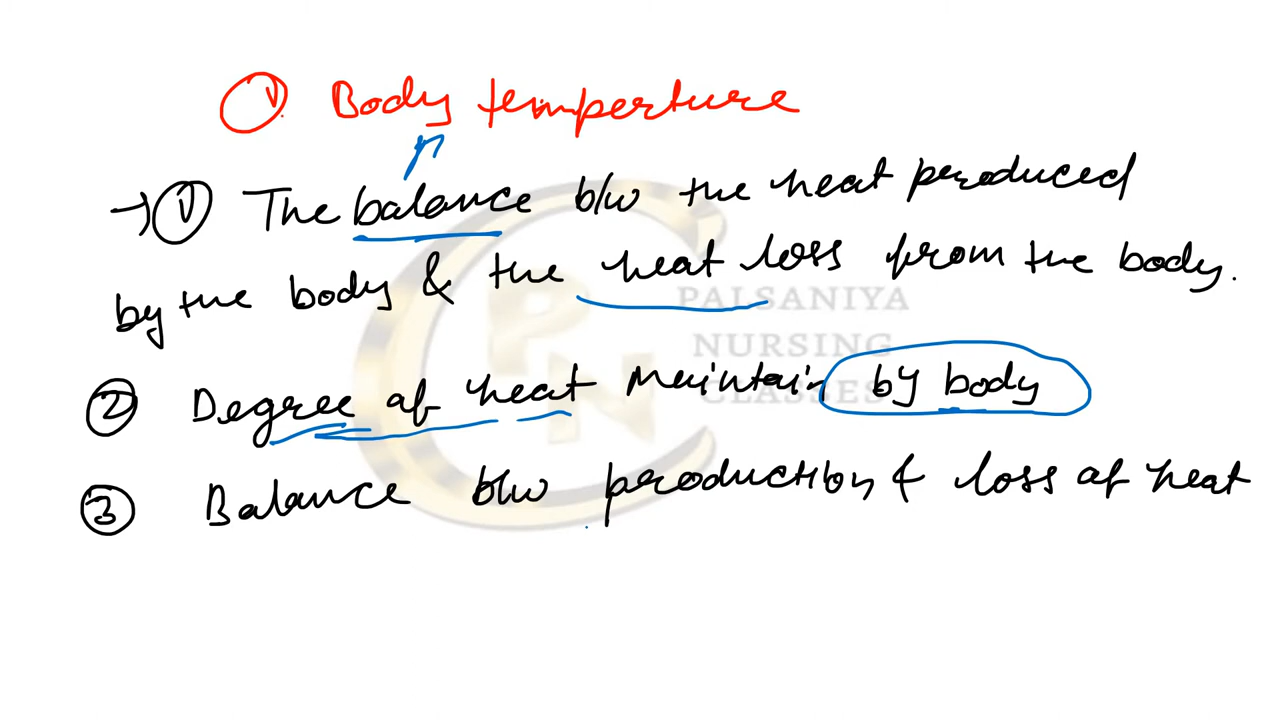 ① Body temperture
→ ① The balance b/w the heat produced
by the body & the heat loss from the body.
PALSANIYA
NURSING
CLASSES
② Degree of heat Maintain by body
③ Balance b/w production & loss of heat